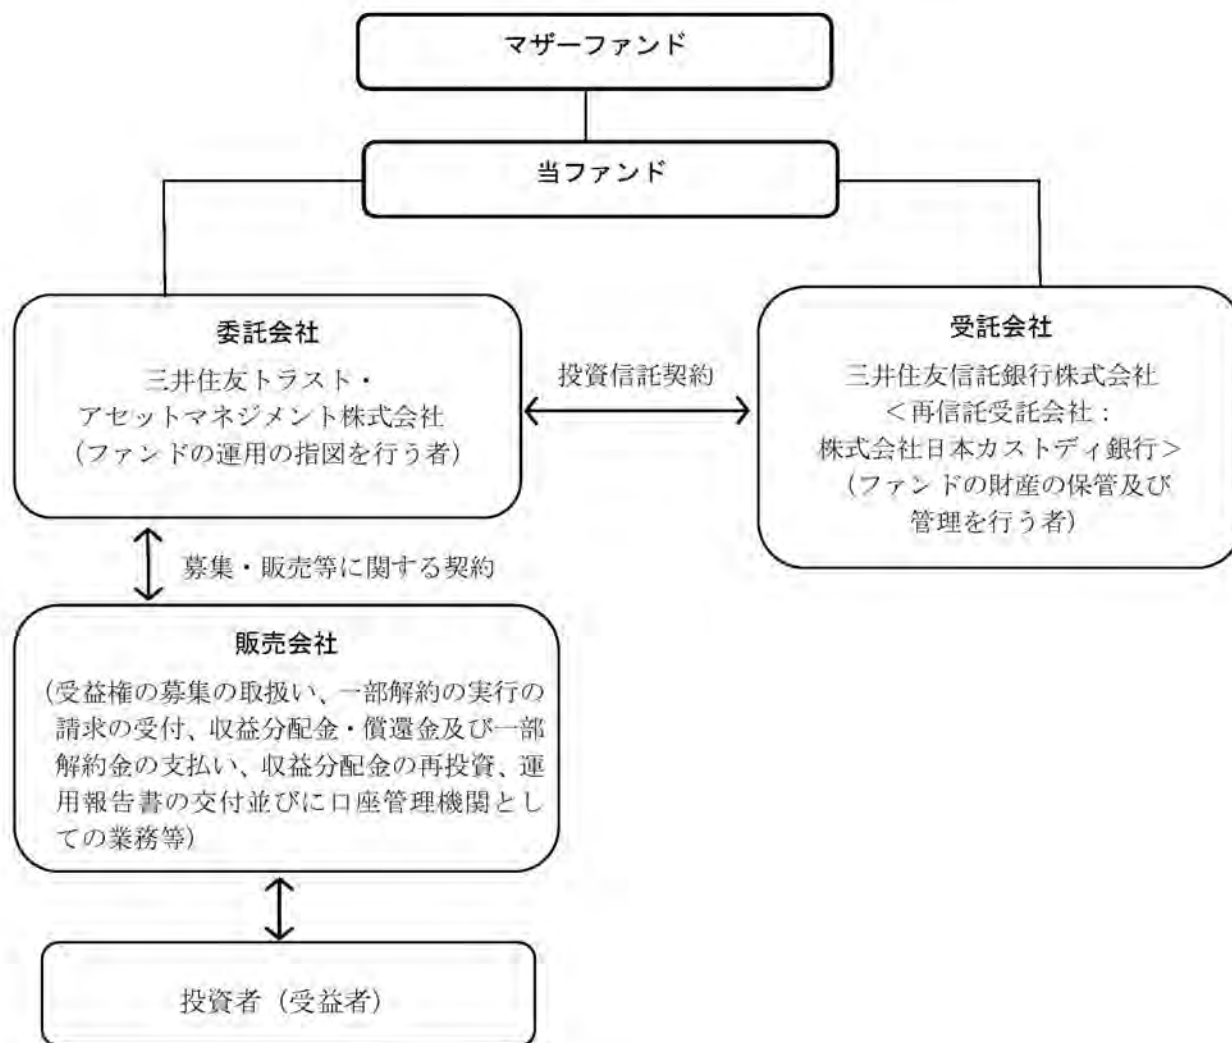 マザーファンド
当ファンド
委託会社
三井住友トラスト・
アセットマネジメント株式会社
（ファンドの運用の指図を行う者）
投資信託契約
受託会社
三井住友信託銀行株式会社
＜再信託受託会社：
株式会社日本カストディ銀行＞
（ファンドの財産の保管及び
管理を行う者）
募集・販売等に関する契約
販売会社
（受益権の募集の取扱い、一部解約の実行の
請求の受付、収益分配金・償還金及び一部
解約金の支払い、収益分配金の再投資、運
用報告書の交付並びに口座管理機関とし
ての業務等）
投資者（受益者）